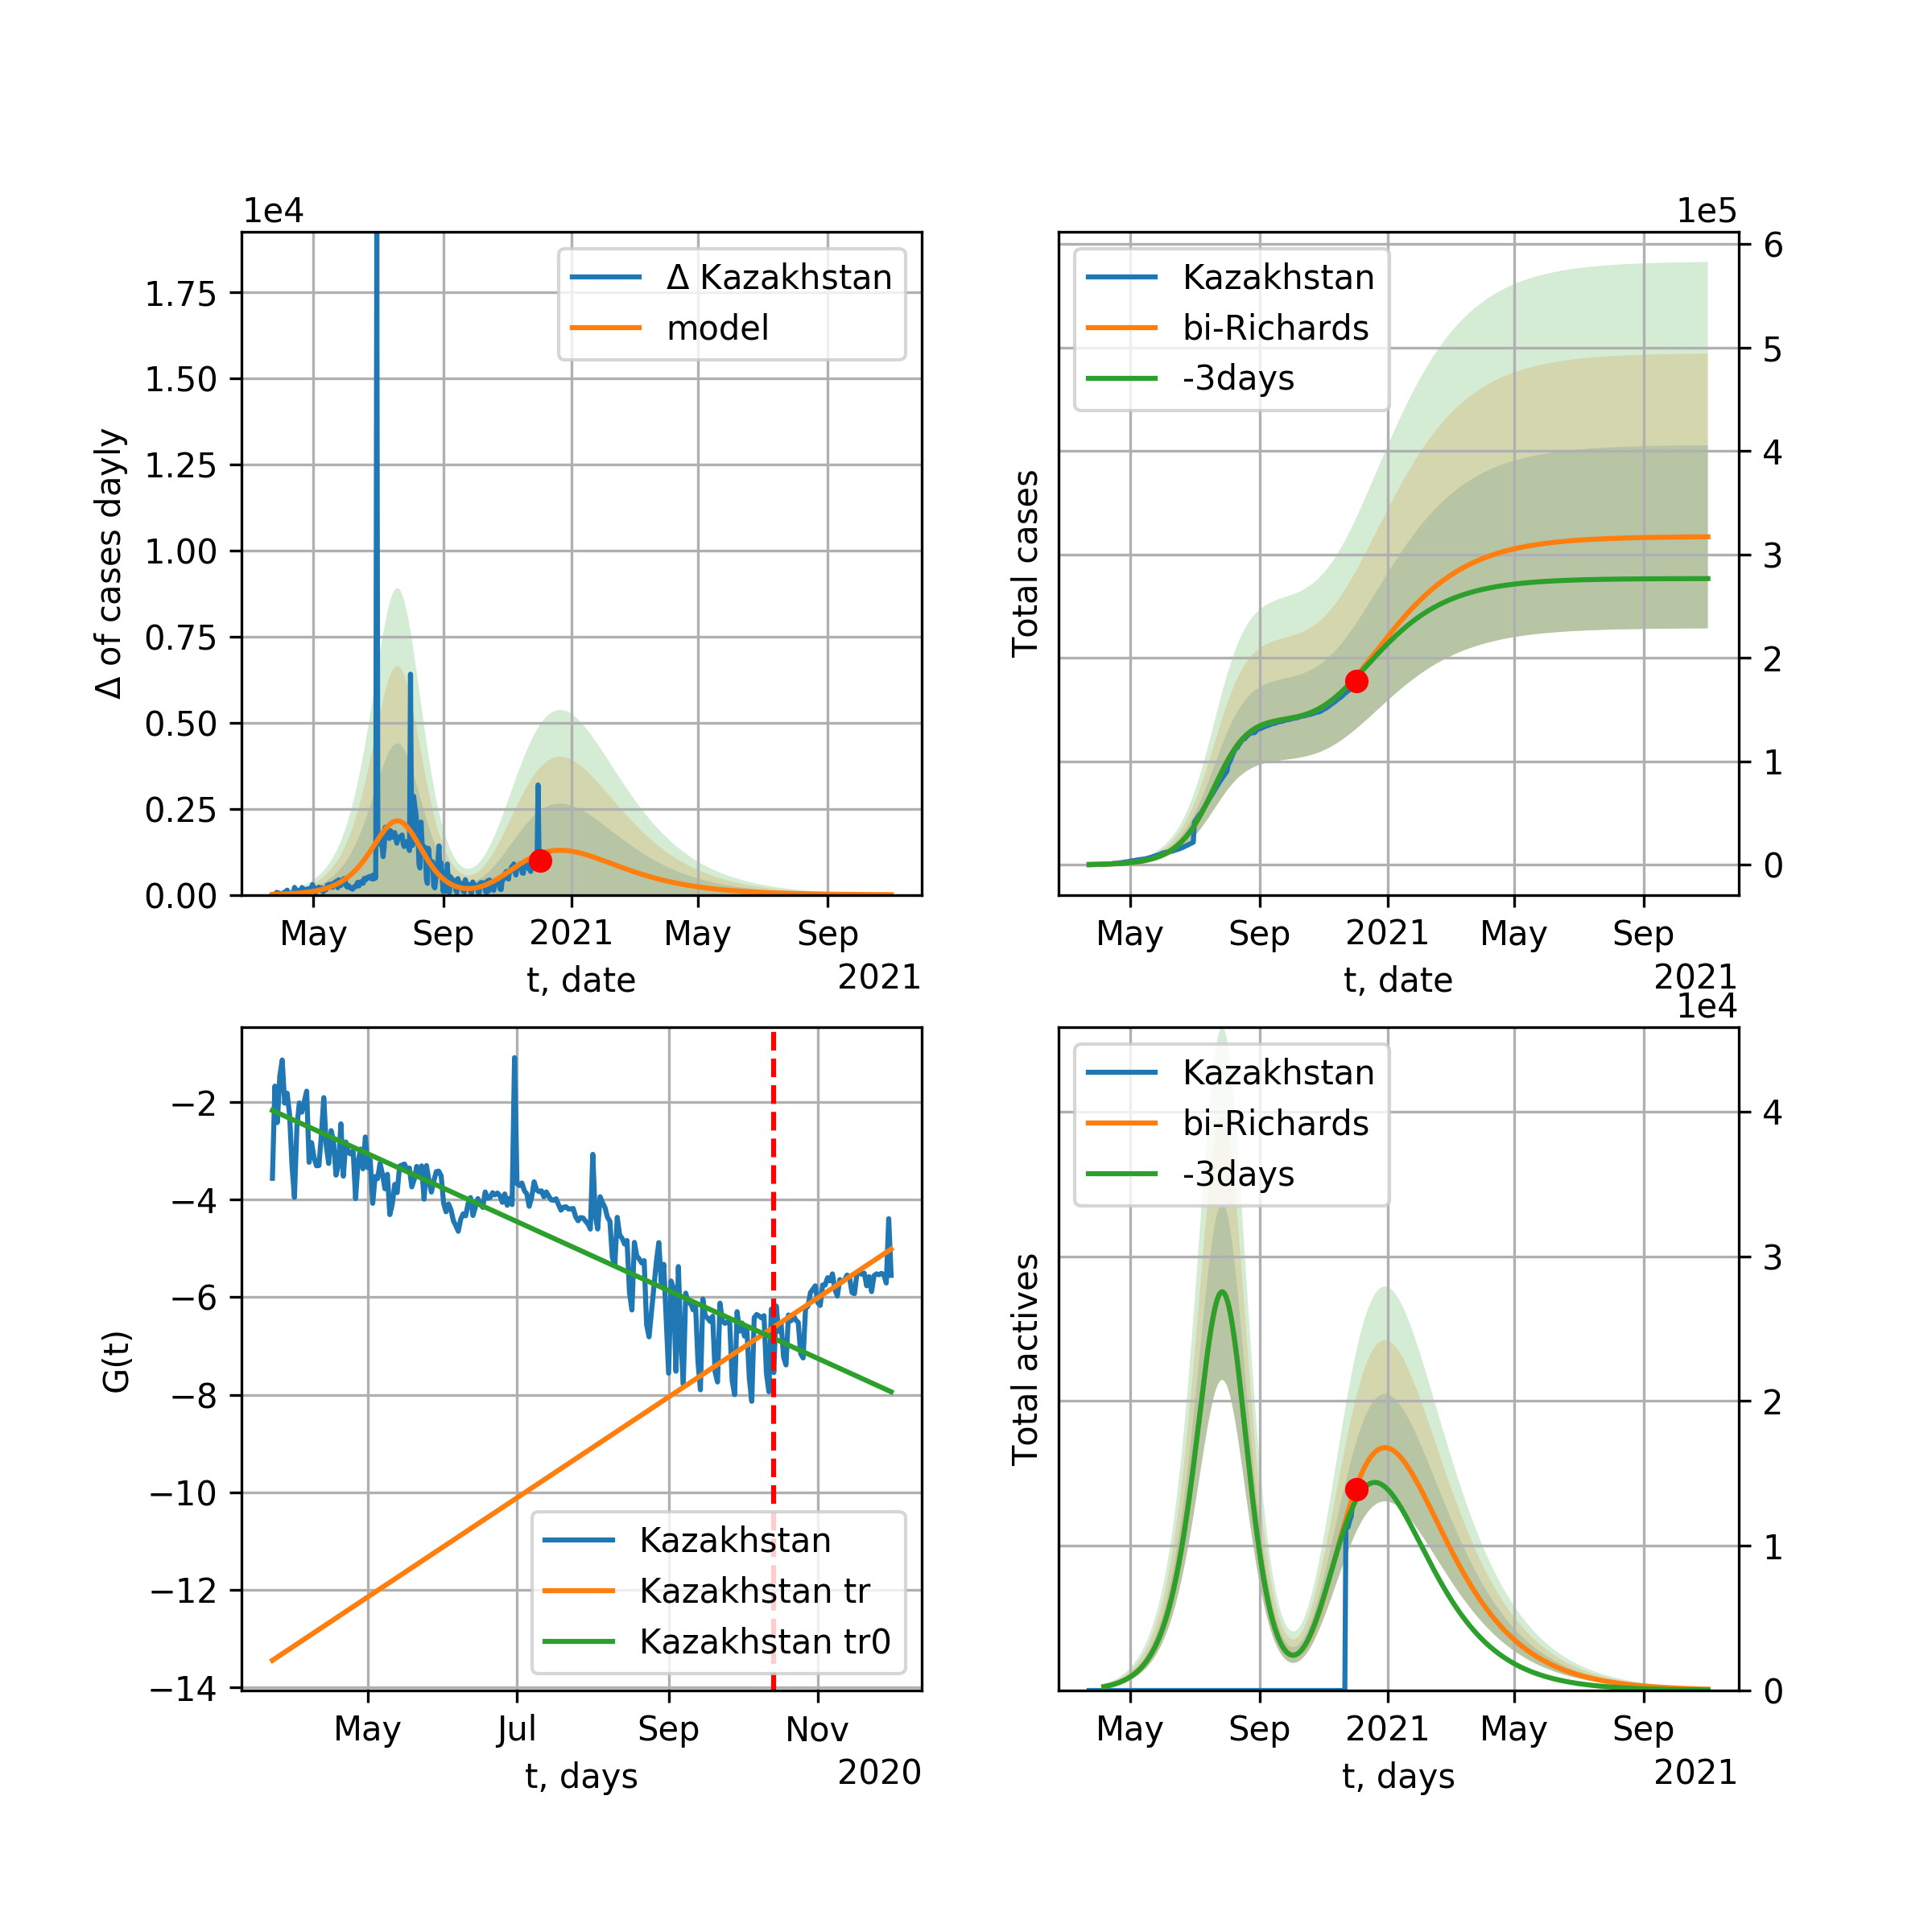 1e4
Δ of cases dayly
1.75
1.50
1.25
1.00
0.75
0.50
0.25
0.00
Δ Kazakhstan
model
May Sep 2021 May Sep
2021
t, date
1e5
Total cases
Kazakhstan
bi-Richards
-3days
6
5
4
3
2
1
0
May Sep 2021 May Sep
2021
t, date
G(t)
−2
−4
−6
−8
−10
−12
−14
Kazakhstan
Kazakhstan tr
Kazakhstan tr0
May Jul Sep Nov
2020
t, days
1e4
Total actives
Kazakhstan
bi-Richards
-3days
4
3
2
1
0
May Sep 2021 May Sep
2021
t, days